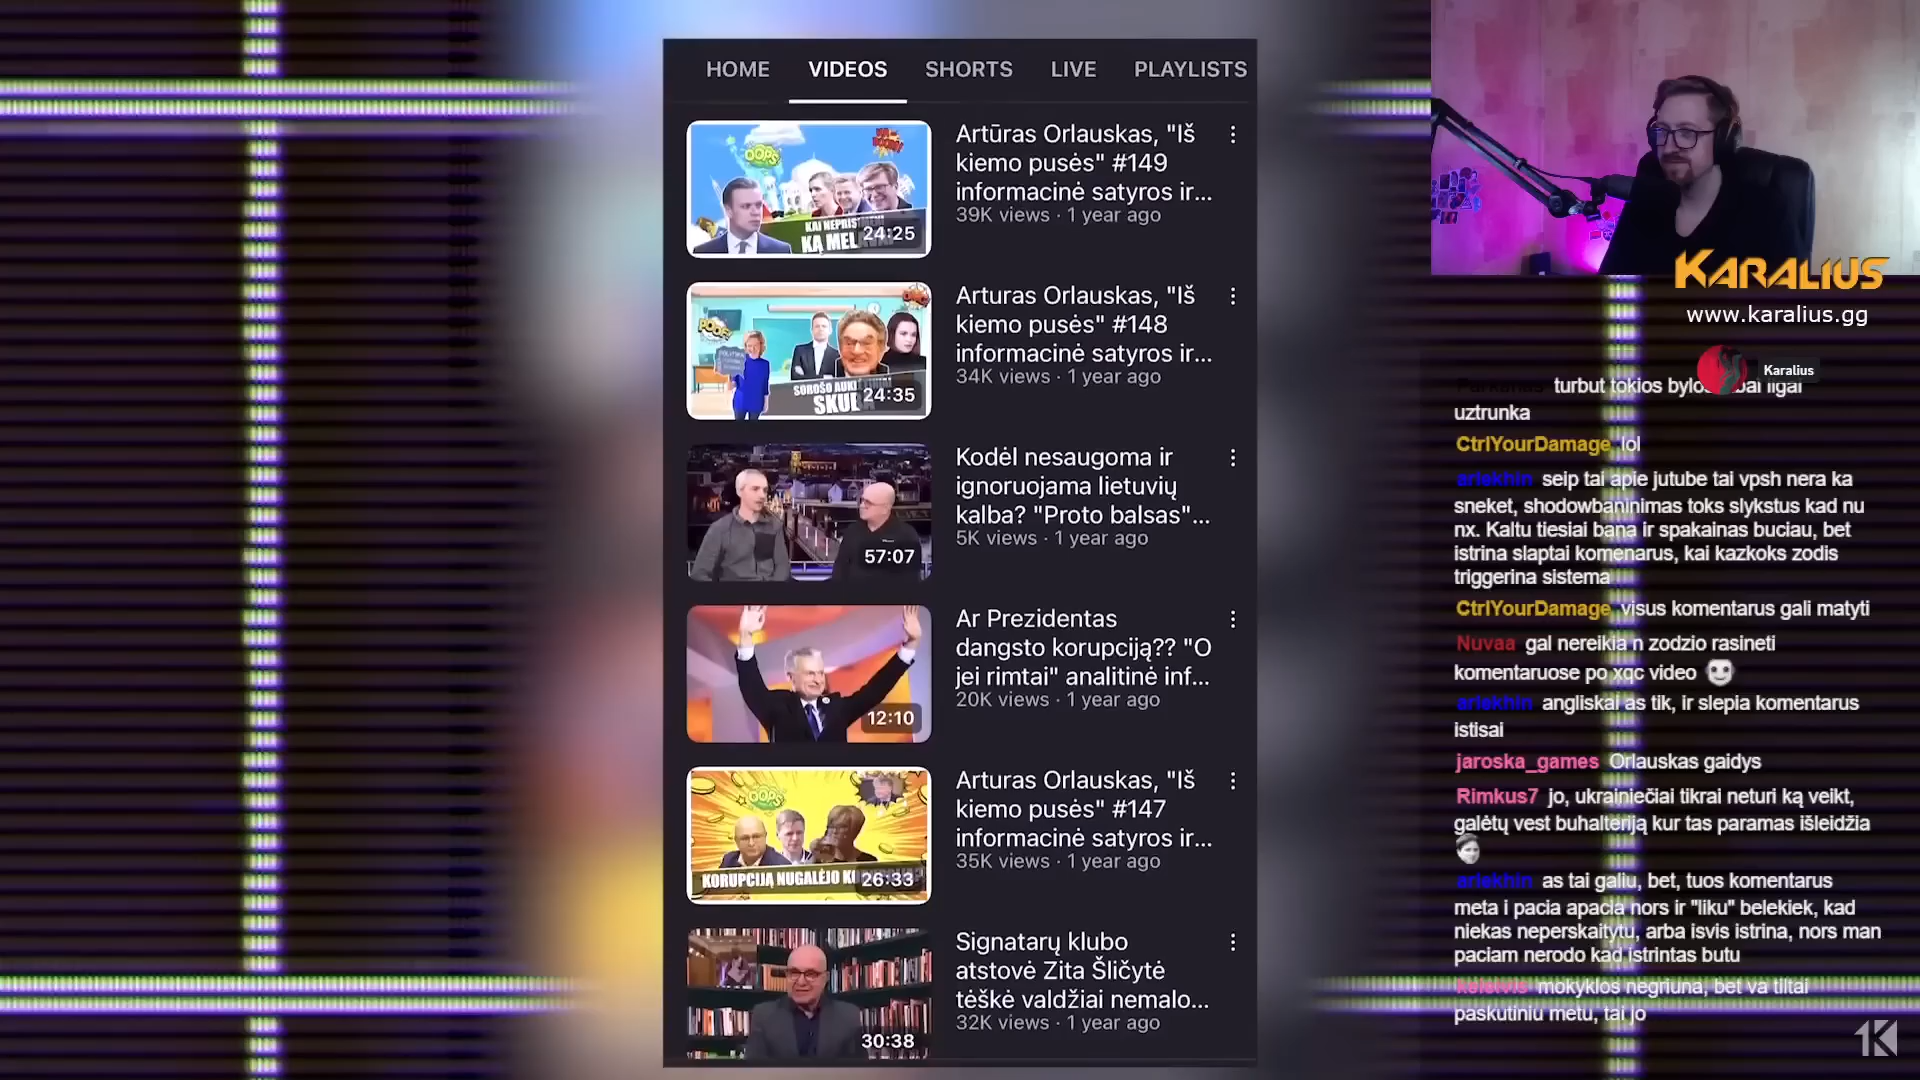 HOME VIDEOS SHORTS LIVE PLAYLISTS
OOPS
KĄ MEL
24:25
Artūras Orlauskas, "Iš
kiemo pusės" #149
informacinė satyros ir...
39K views · 1 year ago
SOROŠO
24:35
Arturas Orlauskas, "Iš
kiemo pusės" #148
informacinė satyros ir...
34K views · 1 year ago
57:07
Kodėl nesaugoma ir
ignoruojama lietuvių
kalba? "Proto balsas"...
5K views · 1 year ago
12:10
Ar Prezidentas
dangsto korupciją?? "O
jei rimtai" analitinė inf...
20K views · 1 year ago
OOPS
KORUPCIJĄ NUGALĖJO
26:33
Arturas Orlauskas, "Iš
kiemo pusės" #147
informacinė satyros ir...
35K views · 1 year ago
30:38
Signatarų klubo
atstovė Zita Šličytė
tėškė valdžiai nemalo...
32K views · 1 year ago
KARALIUS
www.karalius.gg
Karalius
turbut tokios ilgai
uztrunka
CtrlYourDamage lol
arlekhin seip tai apie jutube tai vpsh nera ka
sneket, shodowbaninimas toks slykstus kad nu
nx. Kaltu tiesiai bana ir spakainas buciau, bet
istrina slaptai komenarus, kai kazkoks zodis
triggerina sistema
CtrlYourDamage visus komentarus gali matyti
Nuvaa gal nereikia n zodzio rasineti
komentaruose po xqc video
arlekhin angliskai as tik, ir slepia komentarus
istisai
jaroska_games Orlauskas gaidys
Rimkus7 jo, ukrainiečiai tikrai neturi ką veikt,
galėtų vest buhalteriją kur tas paramas išleidžia
arlekhin as tai galiu, bet, tuos komentarus
meta i pacia apacia nors ir "liku" belekiek, kad
niekas neperskaitytu, arba isvis istrina, nors man
paciam nerodo kad istrintas butu
mokyklos negriuna, bet va tiltai
paskutiniu metu, tai jo
1K